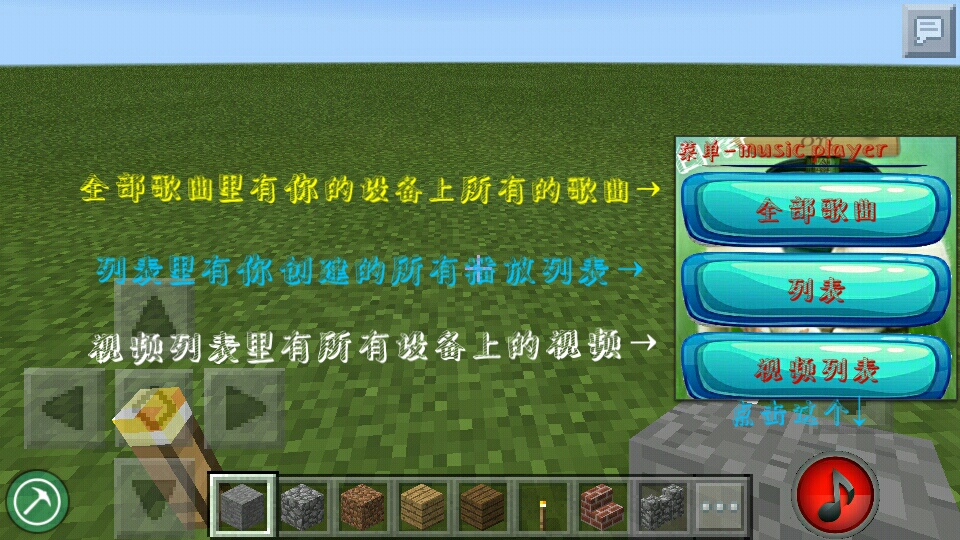 菜单-music player
全部歌曲里有你的设备上所有的歌曲→
全部歌曲
列表里有你创建的所有播放列表→
列表
视频列表里有所有设备上的视频→
视频列表
点击这个↓